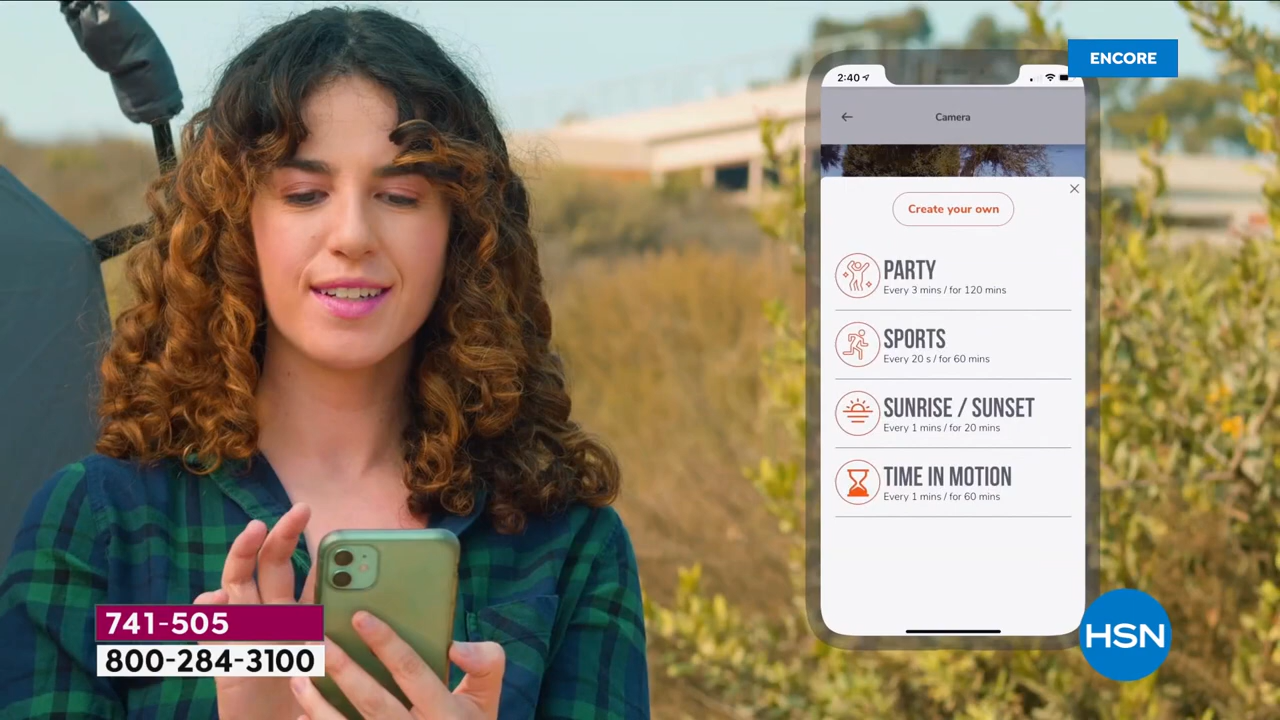 ENCORE
2:40
Camera
Create your own
PARTY
Every 3 mins / for 120 mins
SPORTS
Every 20 s / for 60 mins
SUNRISE / SUNSET
Every 1 mins / for 20 mins
TIME IN MOTION
Every 1 mins / for 60 mins
741-505
800-284-3100
HSN